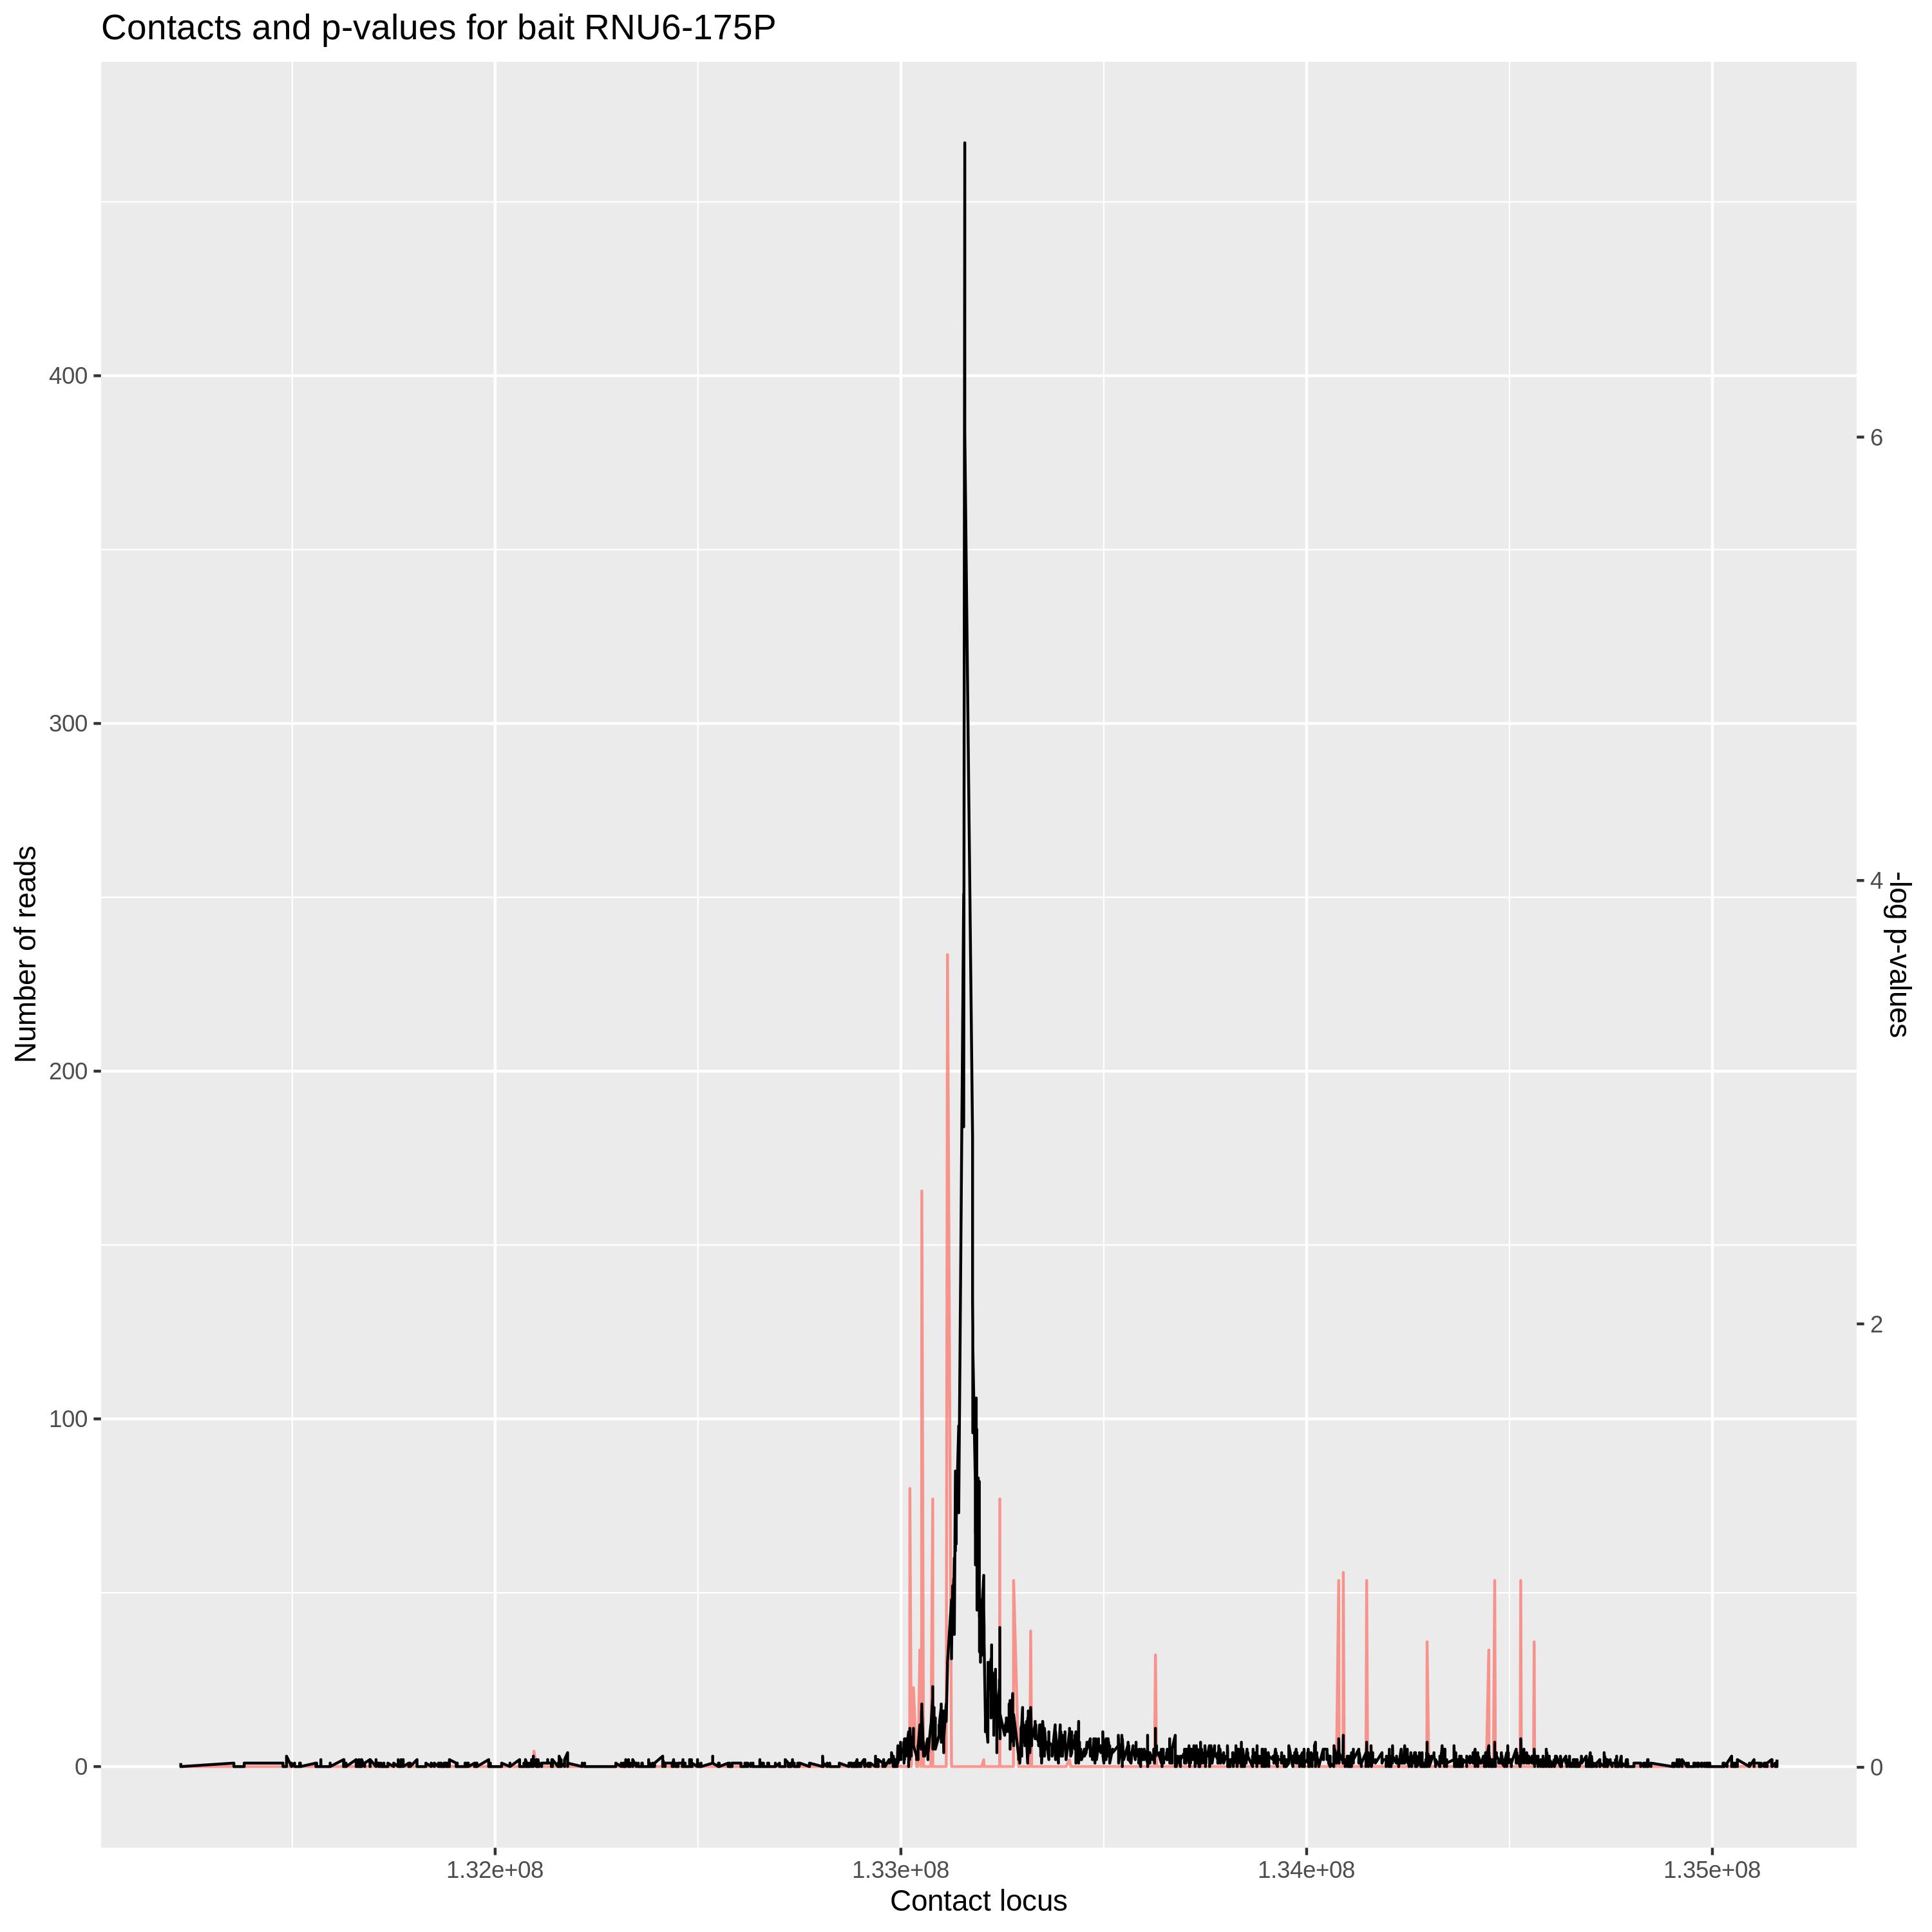 Contacts and p-values for bait RNU6-175P
Number of reads
400
300
200
100
0
6
4
2
0
-log p-values
1.32e+08
1.33e+08
1.34e+08
1.35e+08
Contact locus